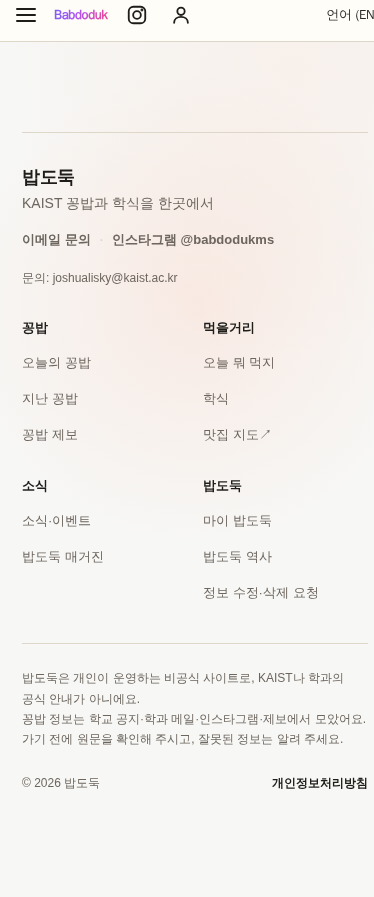 Babdoduk
언어 (EN
밥도둑
KAIST 꽁밥과 학식을 한곳에서
이메일 문의 · 인스타그램 @babdodukms
문의: joshualisky@kaist.ac.kr
꽁밥
오늘의 꽁밥
지난 꽁밥
꽁밥 제보
먹을거리
오늘 뭐 먹지
학식
맛집 지도↗
소식
소식·이벤트
밥도둑 매거진
밥도둑
마이 밥도둑
밥도둑 역사
정보 수정·삭제 요청
밥도둑은 개인이 운영하는 비공식 사이트로, KAIST나 학과의
공식 안내가 아니에요.
꽁밥 정보는 학교 공지·학과 메일·인스타그램·제보에서 모았어요.
가기 전에 원문을 확인해 주시고, 잘못된 정보는 알려 주세요.
© 2026 밥도둑
개인정보처리방침